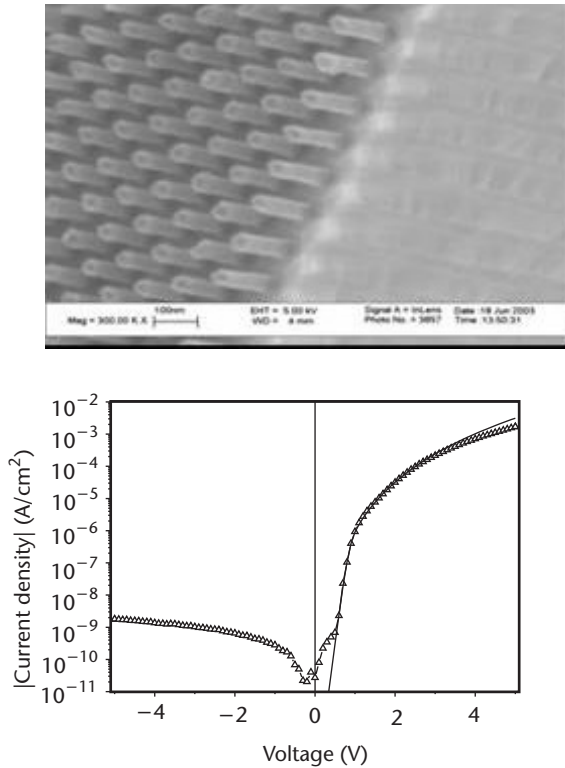 100nm
Mag = 300.00 K X
EHT = 5.00 kV
WD = 4 mm
Signal A = InLens
Photo No. = 3897
Date :18 Jun 2003
Time :13:50:31
10−2
10−3
10−4
10−5
10−6
10−7
10−8
10−9
10−10
10−11
|Current density| (A/cm2)
−4 −2 0 2 4
Voltage (V)